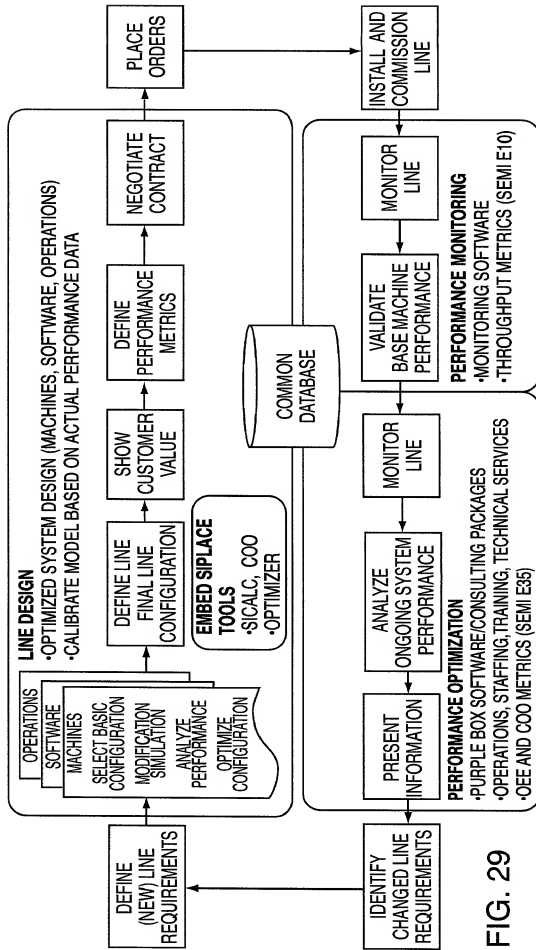 LINE DESIGN
•OPTIMIZED SYSTEM DESIGN (MACHINES, SOFTWARE, OPERATIONS)
•CALIBRATE MODEL BASED ON ACTUAL PERFORMANCE DATA
DEFINE
(NEW) LINE
REQUIREMENTS
OPERATIONS
SOFTWARE
MACHINES
SELECT BASIC
CONFIGURATION
MODIFICATION
SIMULATION
ANALYZE
PERFORMANCE
OPTIMIZE
CONFIGURATION
DEFINE LINE
FINAL LINE
CONFIGURATION
SHOW
CUSTOMER
VALUE
DEFINE
PERFORMANCE
METRICS
NEGOTIATE
CONTRACT
PLACE
ORDERS
EMBED SIPLACE
TOOLS
•SICALC, COO
•OPTIMIZER
COMMON
DATABASE
IDENTIFY
CHANGED LINE
REQUIREMENTS
PRESENT
INFORMATION
ANALYZE
ONGOING SYSTEM
PERFORMANCE
MONITOR
LINE
VALIDATE
BASE MACHINE
PERFORMANCE
MONITOR
LINE
INSTALL AND
COMMISSION
LINE
PERFORMANCE OPTIMIZATION
•PURPLE BOX SOFTWARE/CONSULTING PACKAGES
•OPERATIONS, STAFFING, TRAINING, TECHNICAL SERVICES
•OEE AND COO METRICS (SEMI E35)
PERFORMANCE MONITORING
•MONITORING SOFTWARE
•THROUGHPUT METRICS (SEMI E10)
FIG. 29